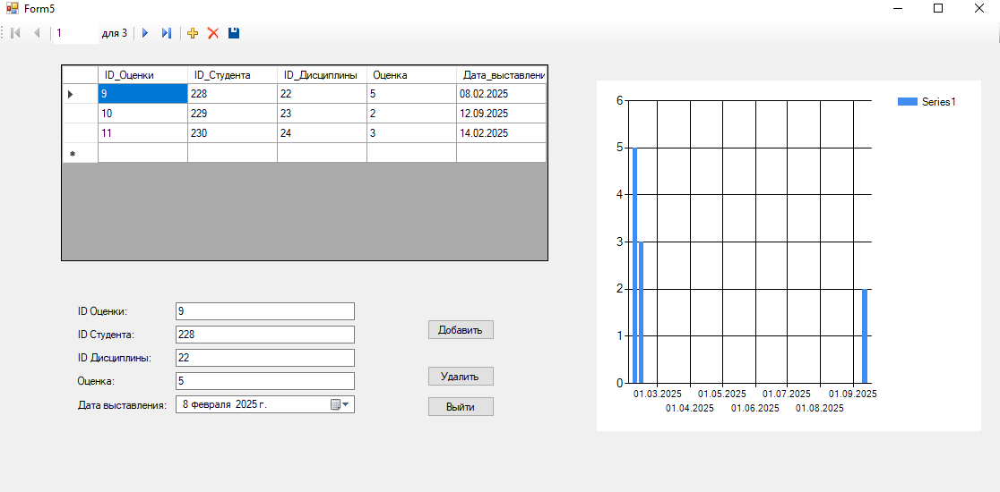 Form5
1 для 3
ID_Оценки ID_Студента ID_Дисциплины Оценка Дата_выставлени
9 228 22 5 08.02.2025
10 229 23 2 12.09.2025
11 230 24 3 14.02.2025
ID Оценки: 9
ID Студента: 228
ID Дисциплины: 22
Оценка: 5
Дата выставления: 8 февраля 2025 г.
Добавить
Удалить
Выйти
Series1
6
5
4
3
2
1
0
01.03.2025 01.05.2025 01.07.2025 01.09.2025
01.04.2025 01.06.2025 01.08.2025